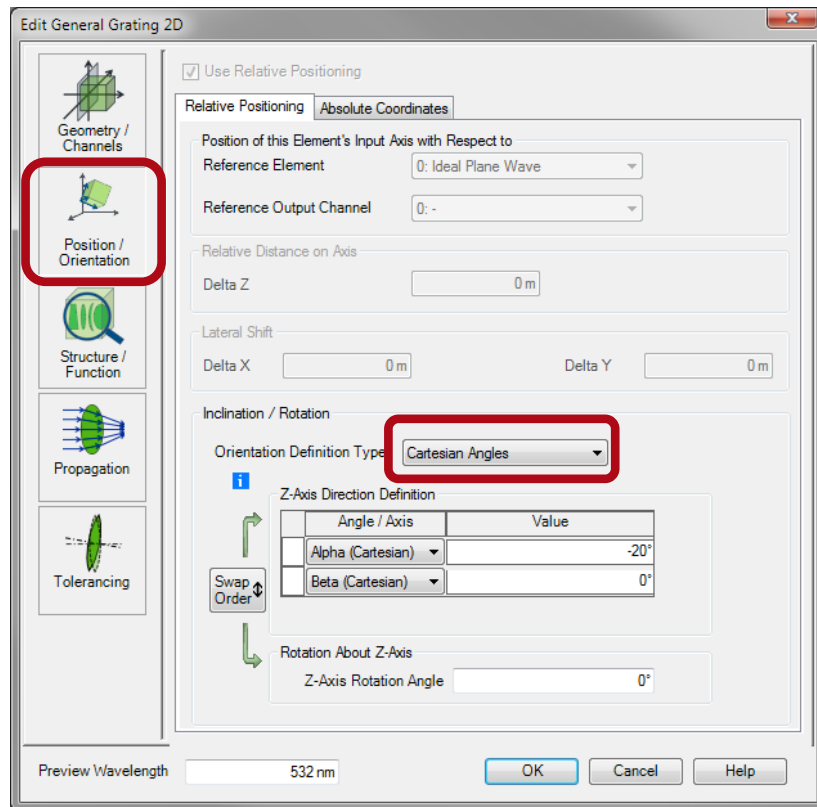 Edit General Grating 2D
Geometry /
Channels
Position /
Orientation
Structure /
Function
Propagation
Tolerancing
Use Relative Positioning
Relative Positioning
Absolute Coordinates
Position of this Element's Input Axis with Respect to
Reference Element
0: Ideal Plane Wave
Reference Output Channel
0: -
Relative Distance on Axis
Delta Z
0 m
Lateral Shift
Delta X
0 m
Delta Y
0 m
Inclination / Rotation
Orientation Definition Type
Cartesian Angles
i
Z-Axis Direction Definition
Angle / Axis
Value
Alpha (Cartesian)
-20°
Beta (Cartesian)
0°
Swap
Order
Rotation About Z-Axis
Z-Axis Rotation Angle
0°
Preview Wavelength
532 nm
OK
Cancel
Help